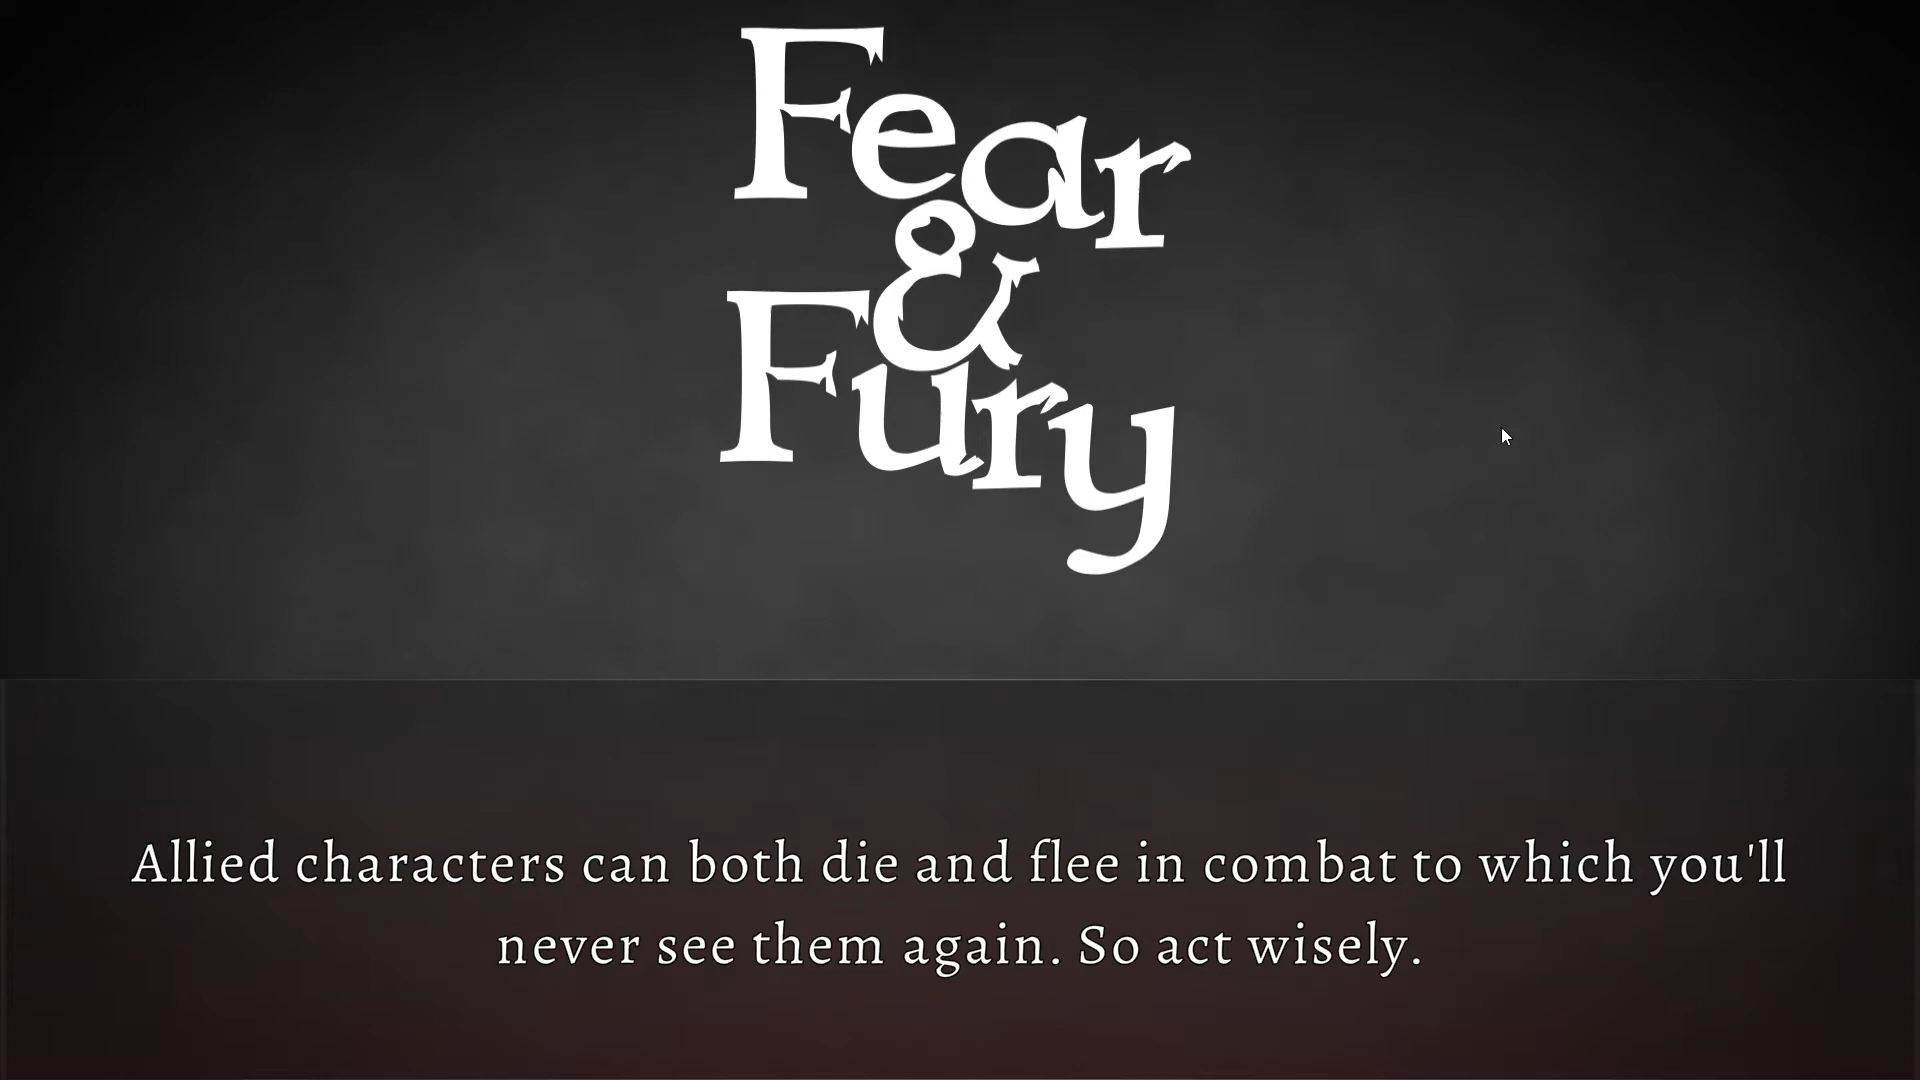 Fear
&
Fury
Allied characters can both die and flee in combat to which you'll
never see them again. So act wisely.